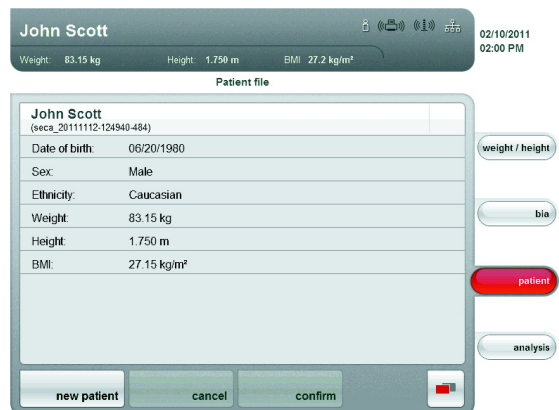 John Scott
02/10/2011
02:00 PM
Weight: 83.15 kg Height: 1.750 m BMI 27.2 kg/m²
Patient file
John Scott
(seca_20111112-124940-484)
Date of birth: 06/20/1980
Sex: Male
Ethnicity: Caucasian
Weight: 83.15 kg
Height: 1.750 m
BMI: 27.15 kg/m²
weight / height
bia
patient
analysis
new patient cancel confirm